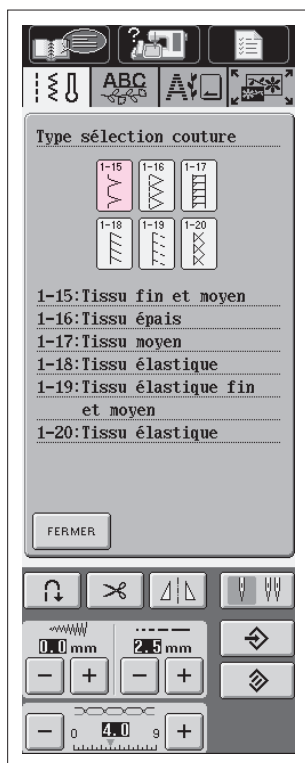 ABC
A
Type sélection couture
1-15 1-16 1-17
1-18 1-19 1-20
1-15:Tissu fin et moyen
1-16:Tissu épais
1-17:Tissu moyen
1-18:Tissu élastique
1-19:Tissu élastique fin
et moyen
1-20:Tissu élastique
FERMER
0.0 mm 2.5 mm
- + - +
- 0 4.0 9 +